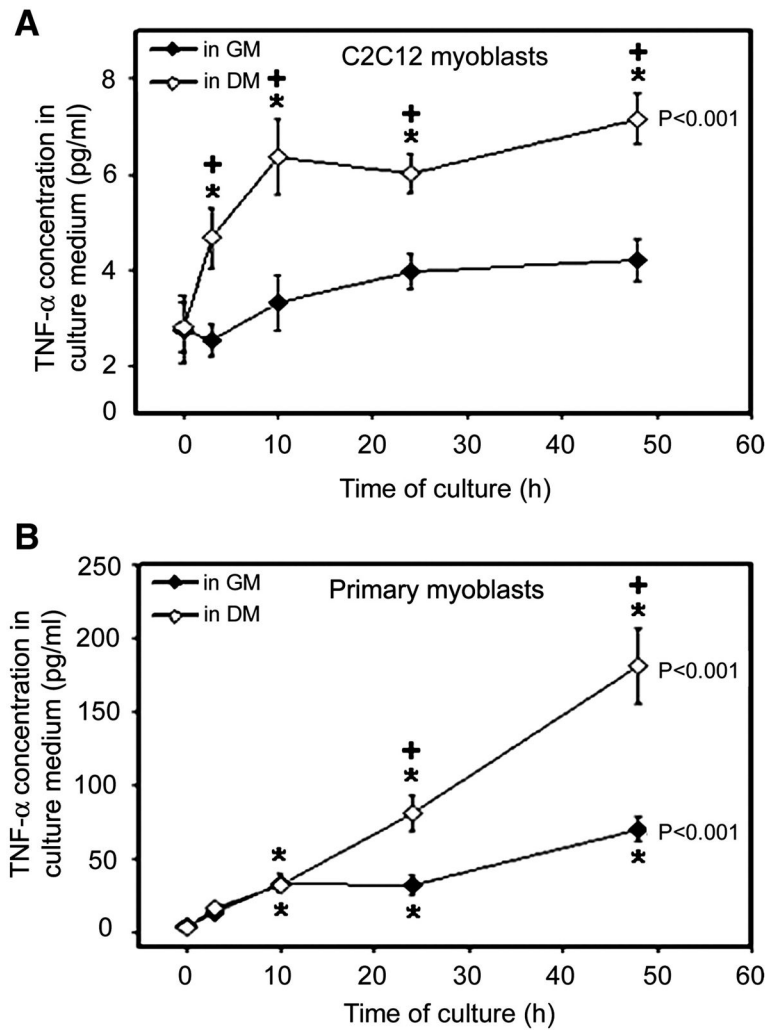 A
in GM
in DM
C2C12 myoblasts
8
6
4
2
0
TNF-α concentration in
culture medium (pg/ml)
+
*
+
*
+
*
+
*
P<0.001
0 10 20 30 40 50 60
Time of culture (h)
B
in GM
in DM
Primary myoblasts
250
200
150
100
50
0
TNF-α concentration in
culture medium (pg/ml)
+
*
P<0.001
+
*
P<0.001
*
*
*
*
0 10 20 30 40 50 60
Time of culture (h)